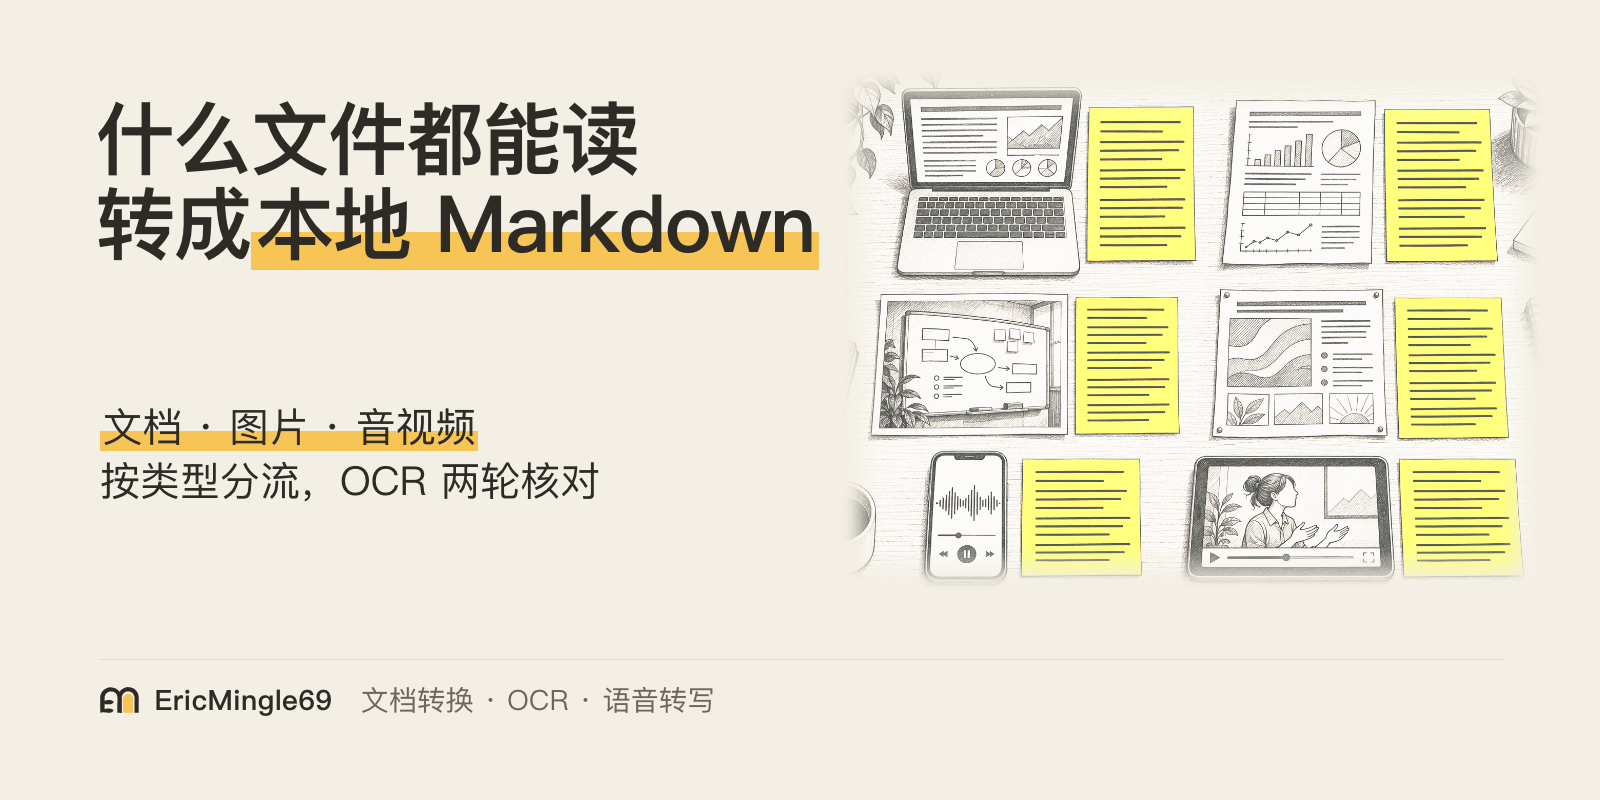 什么文件都能读
转成本地 Markdown
文档 · 图片 · 音视频
按类型分流，OCR 两轮核对
EricMingle69 文档转换 · OCR · 语音转写